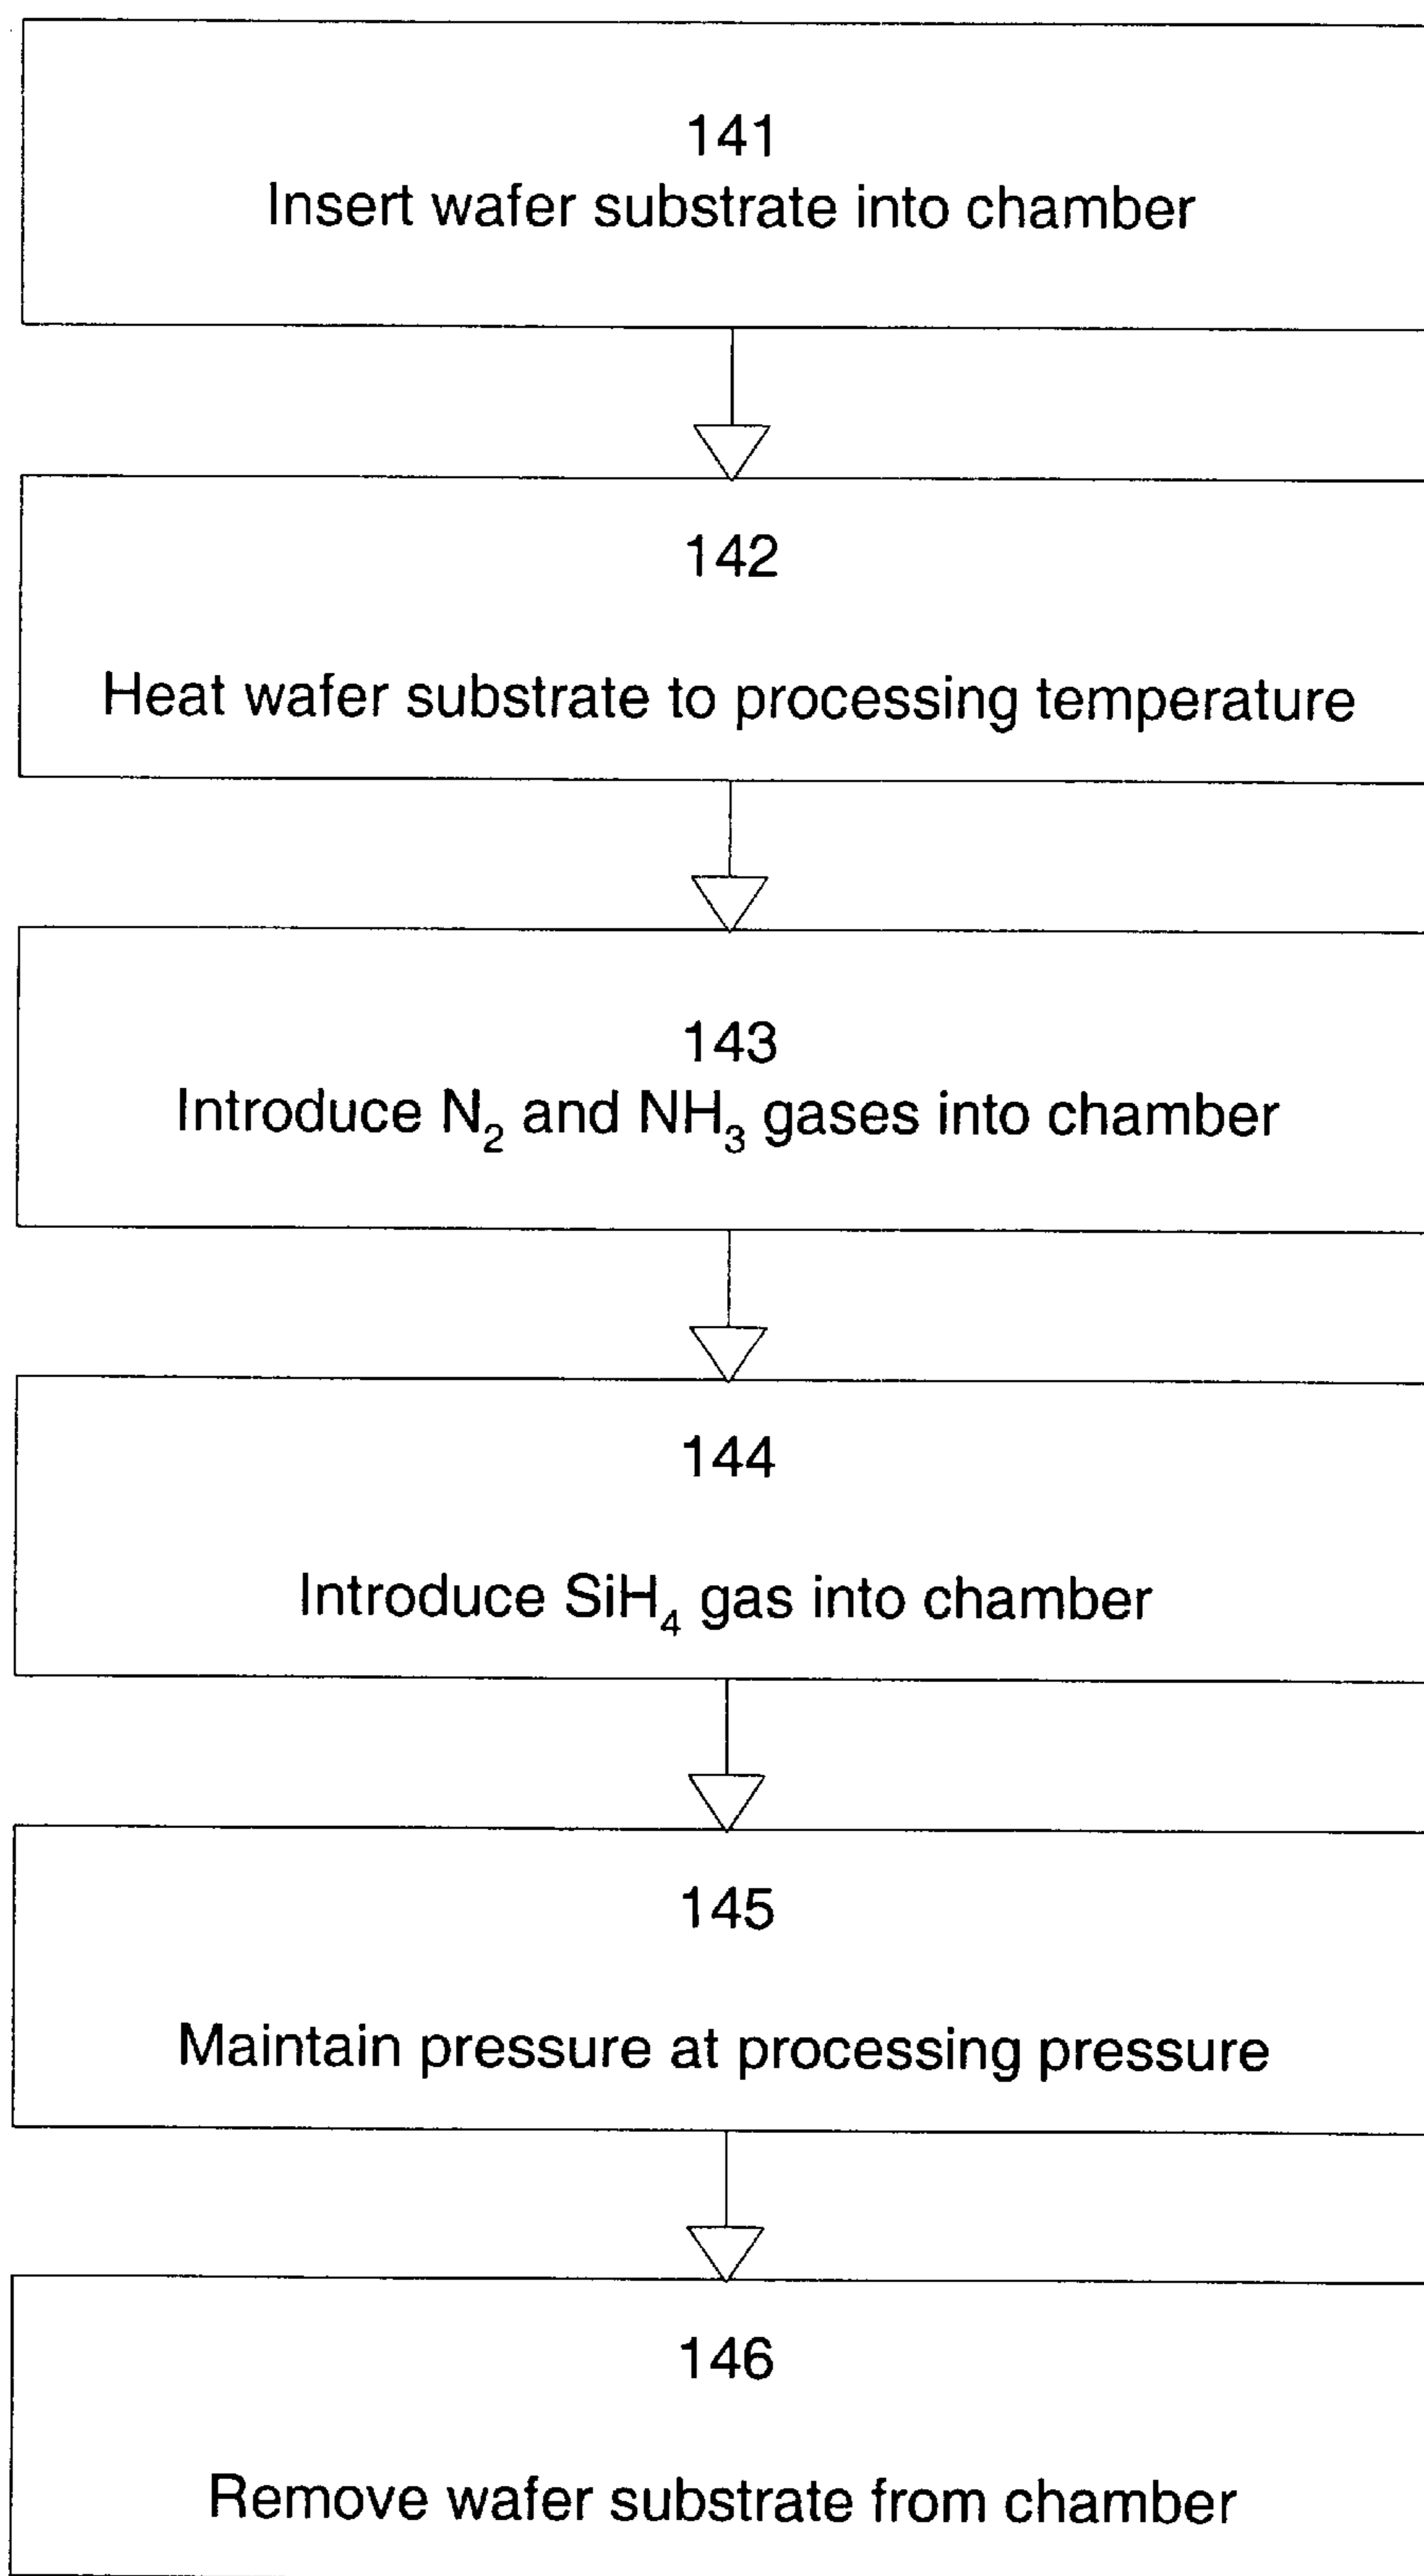 141
Insert wafer substrate into chamber
142
Heat wafer substrate to processing temperature
143
Introduce N₂ and NH₃ gases into chamber
144
Introduce SiH₄ gas into chamber
145
Maintain pressure at processing pressure
146
Remove wafer substrate from chamber